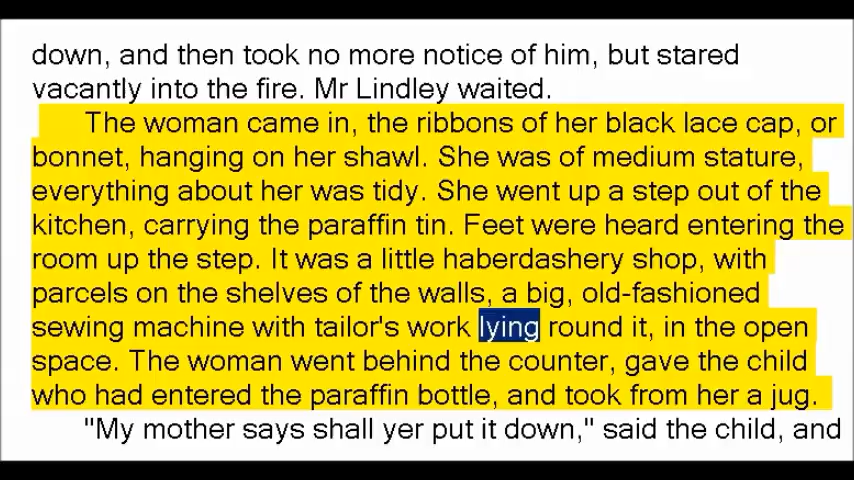 down, and then took no more notice of him, but stared
vacantly into the fire. Mr Lindley waited.
The woman came in, the ribbons of her black lace cap, or
bonnet, hanging on her shawl. She was of medium stature,
everything about her was tidy. She went up a step out of the
kitchen, carrying the paraffin tin. Feet were heard entering the
room up the step. It was a little haberdashery shop, with
parcels on the shelves of the walls, a big, old-fashioned
sewing machine with tailor's work lying round it, in the open
space. The woman went behind the counter, gave the child
who had entered the paraffin bottle, and took from her a jug.
"My mother says shall yer put it down," said the child, and